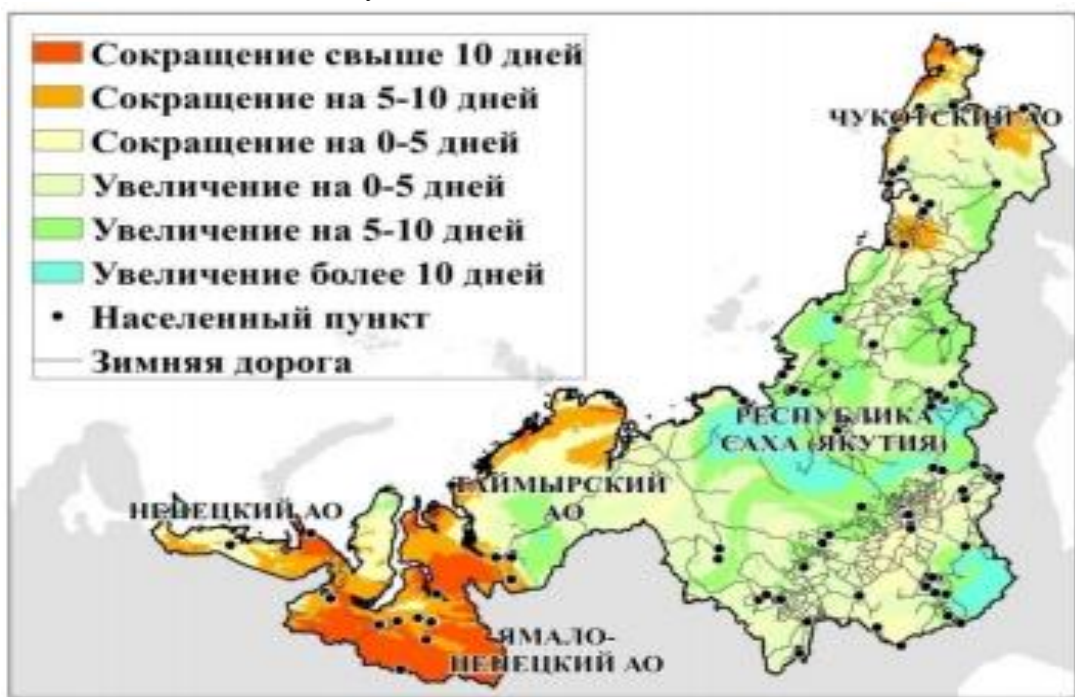 Сокращение свыше 10 дней
Сокращение на 5-10 дней
Сокращение на 0-5 дней
Увеличение на 0-5 дней
Увеличение на 5-10 дней
Увеличение более 10 дней
Населенный пункт
Зимняя дорога
ЧУКОТСКИЙ АО
РЕСПУБЛИКА
САХА (ЯКУТИЯ)
ТАЙМЫРСКИЙ
АО
НЕНЕЦКИЙ АО
ЯМАЛО-
НЕНЕЦКИЙ АО